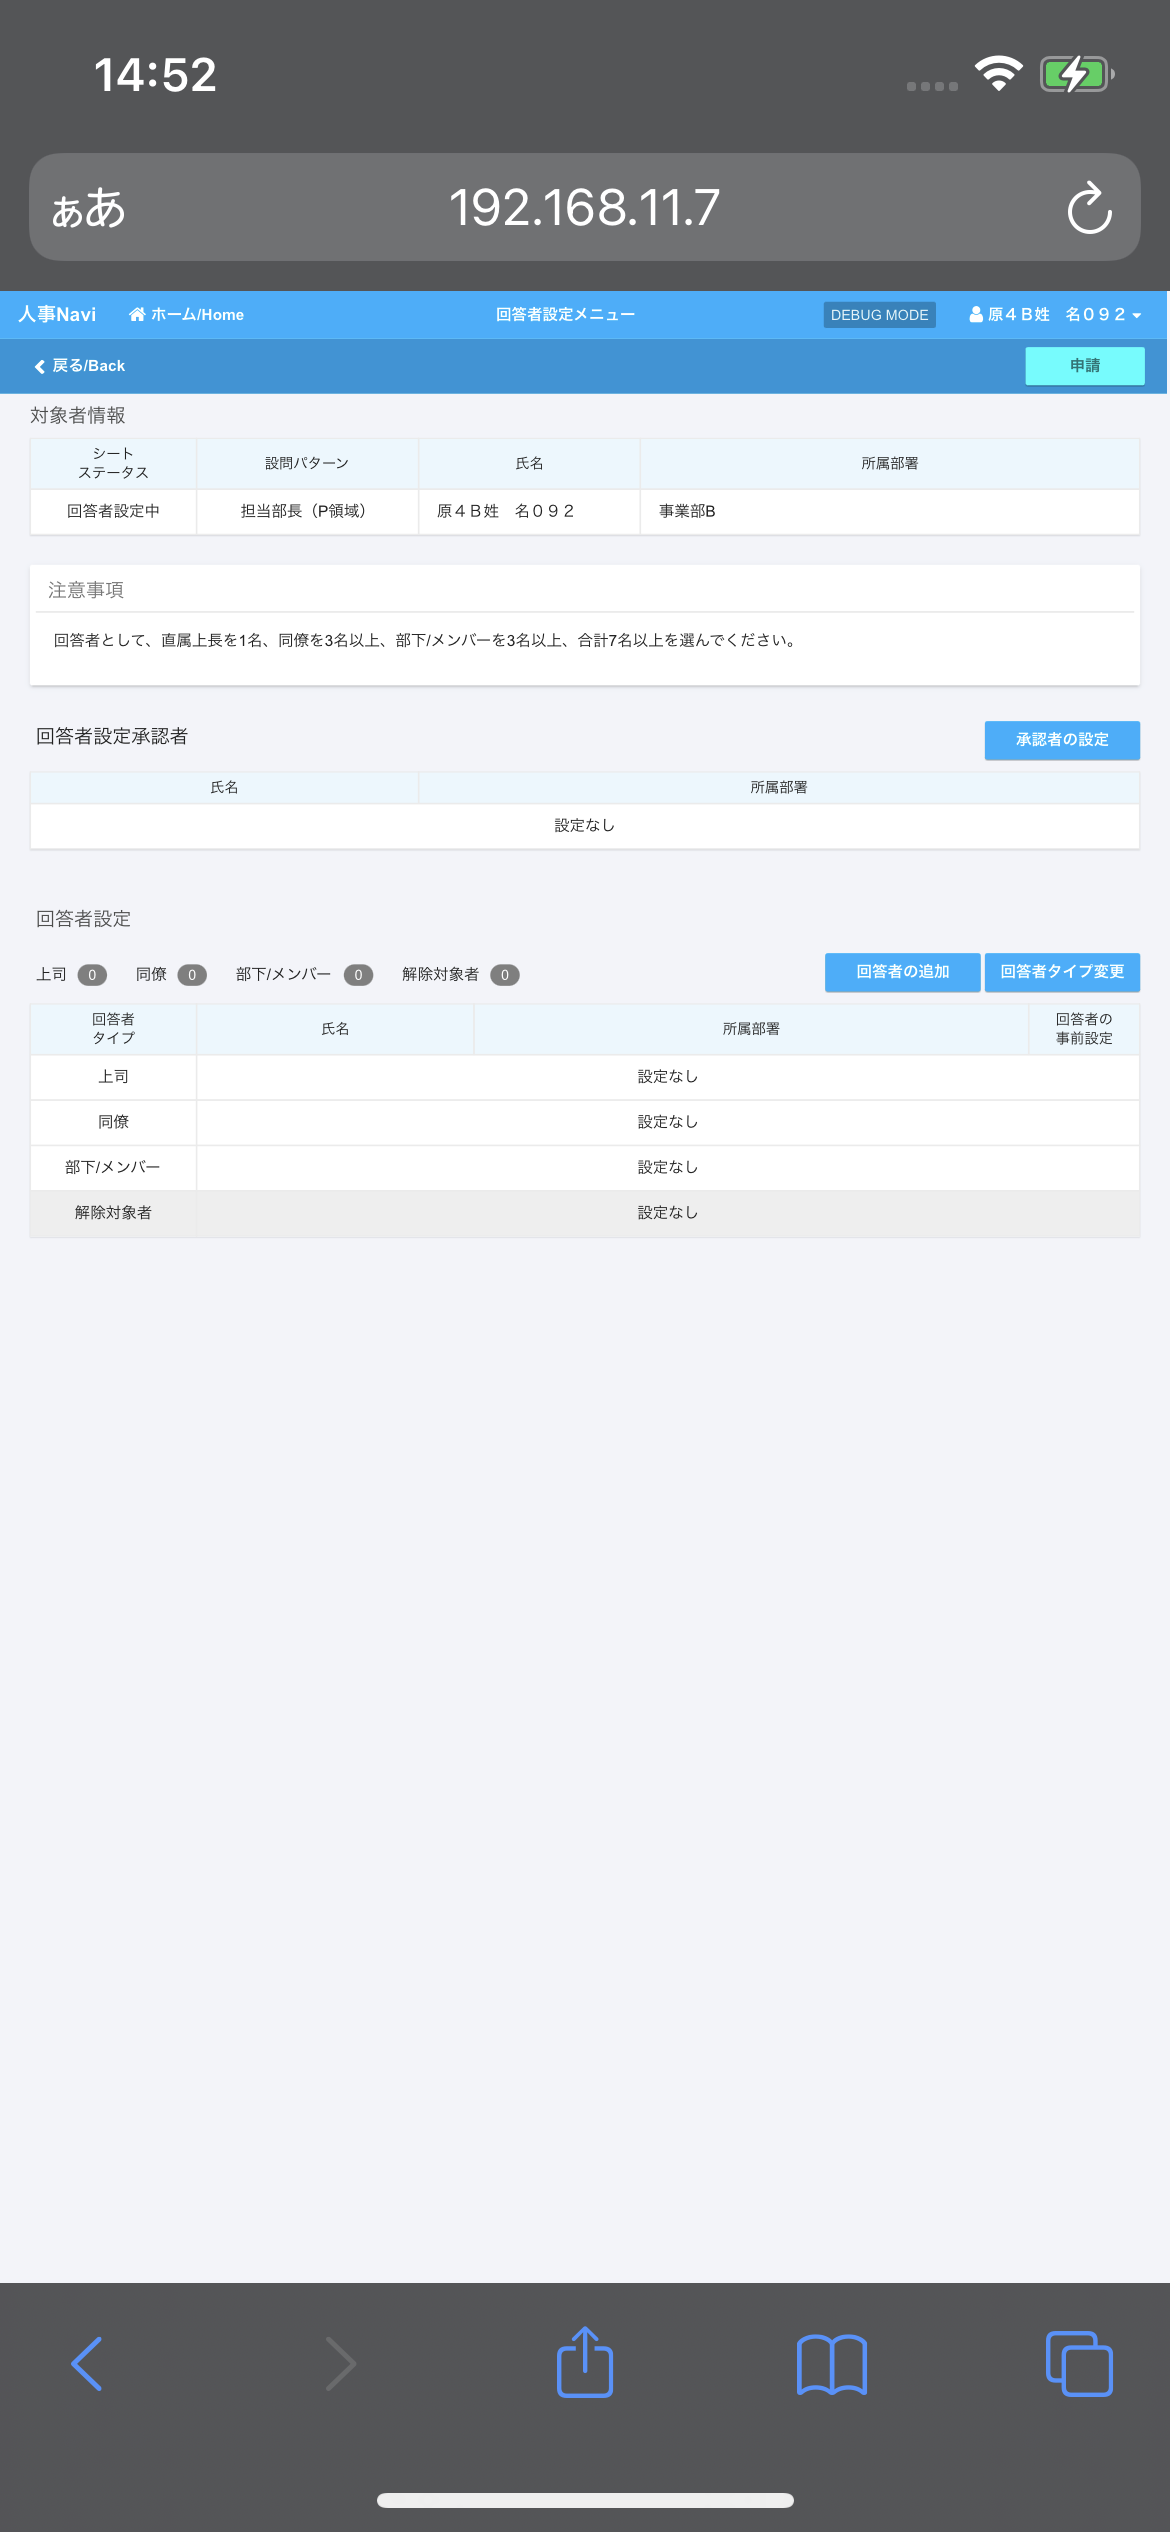 14:52
ぁあ
192.168.11.7
人事Navi ホーム/Home 回答者設定メニュー DEBUG MODE 原４Ｂ姓　名０９２
戻る/Back 申請
対象者情報
シート
ステータス 設問パターン 氏名 所属部署
回答者設定中 担当部長（P領域） 原４Ｂ姓　名０９２ 事業部B
注意事項
回答者として、直属上長を1名、同僚を3名以上、部下/メンバーを3名以上、合計7名以上を選んでください。
回答者設定承認者 承認者の設定
氏名 所属部署
設定なし
回答者設定
上司 0 同僚 0 部下/メンバー 0 解除対象者 0 回答者の追加 回答者タイプ変更
回答者
タイプ 氏名 所属部署 回答者の
事前設定
上司 設定なし
同僚 設定なし
部下/メンバー 設定なし
解除対象者 設定なし